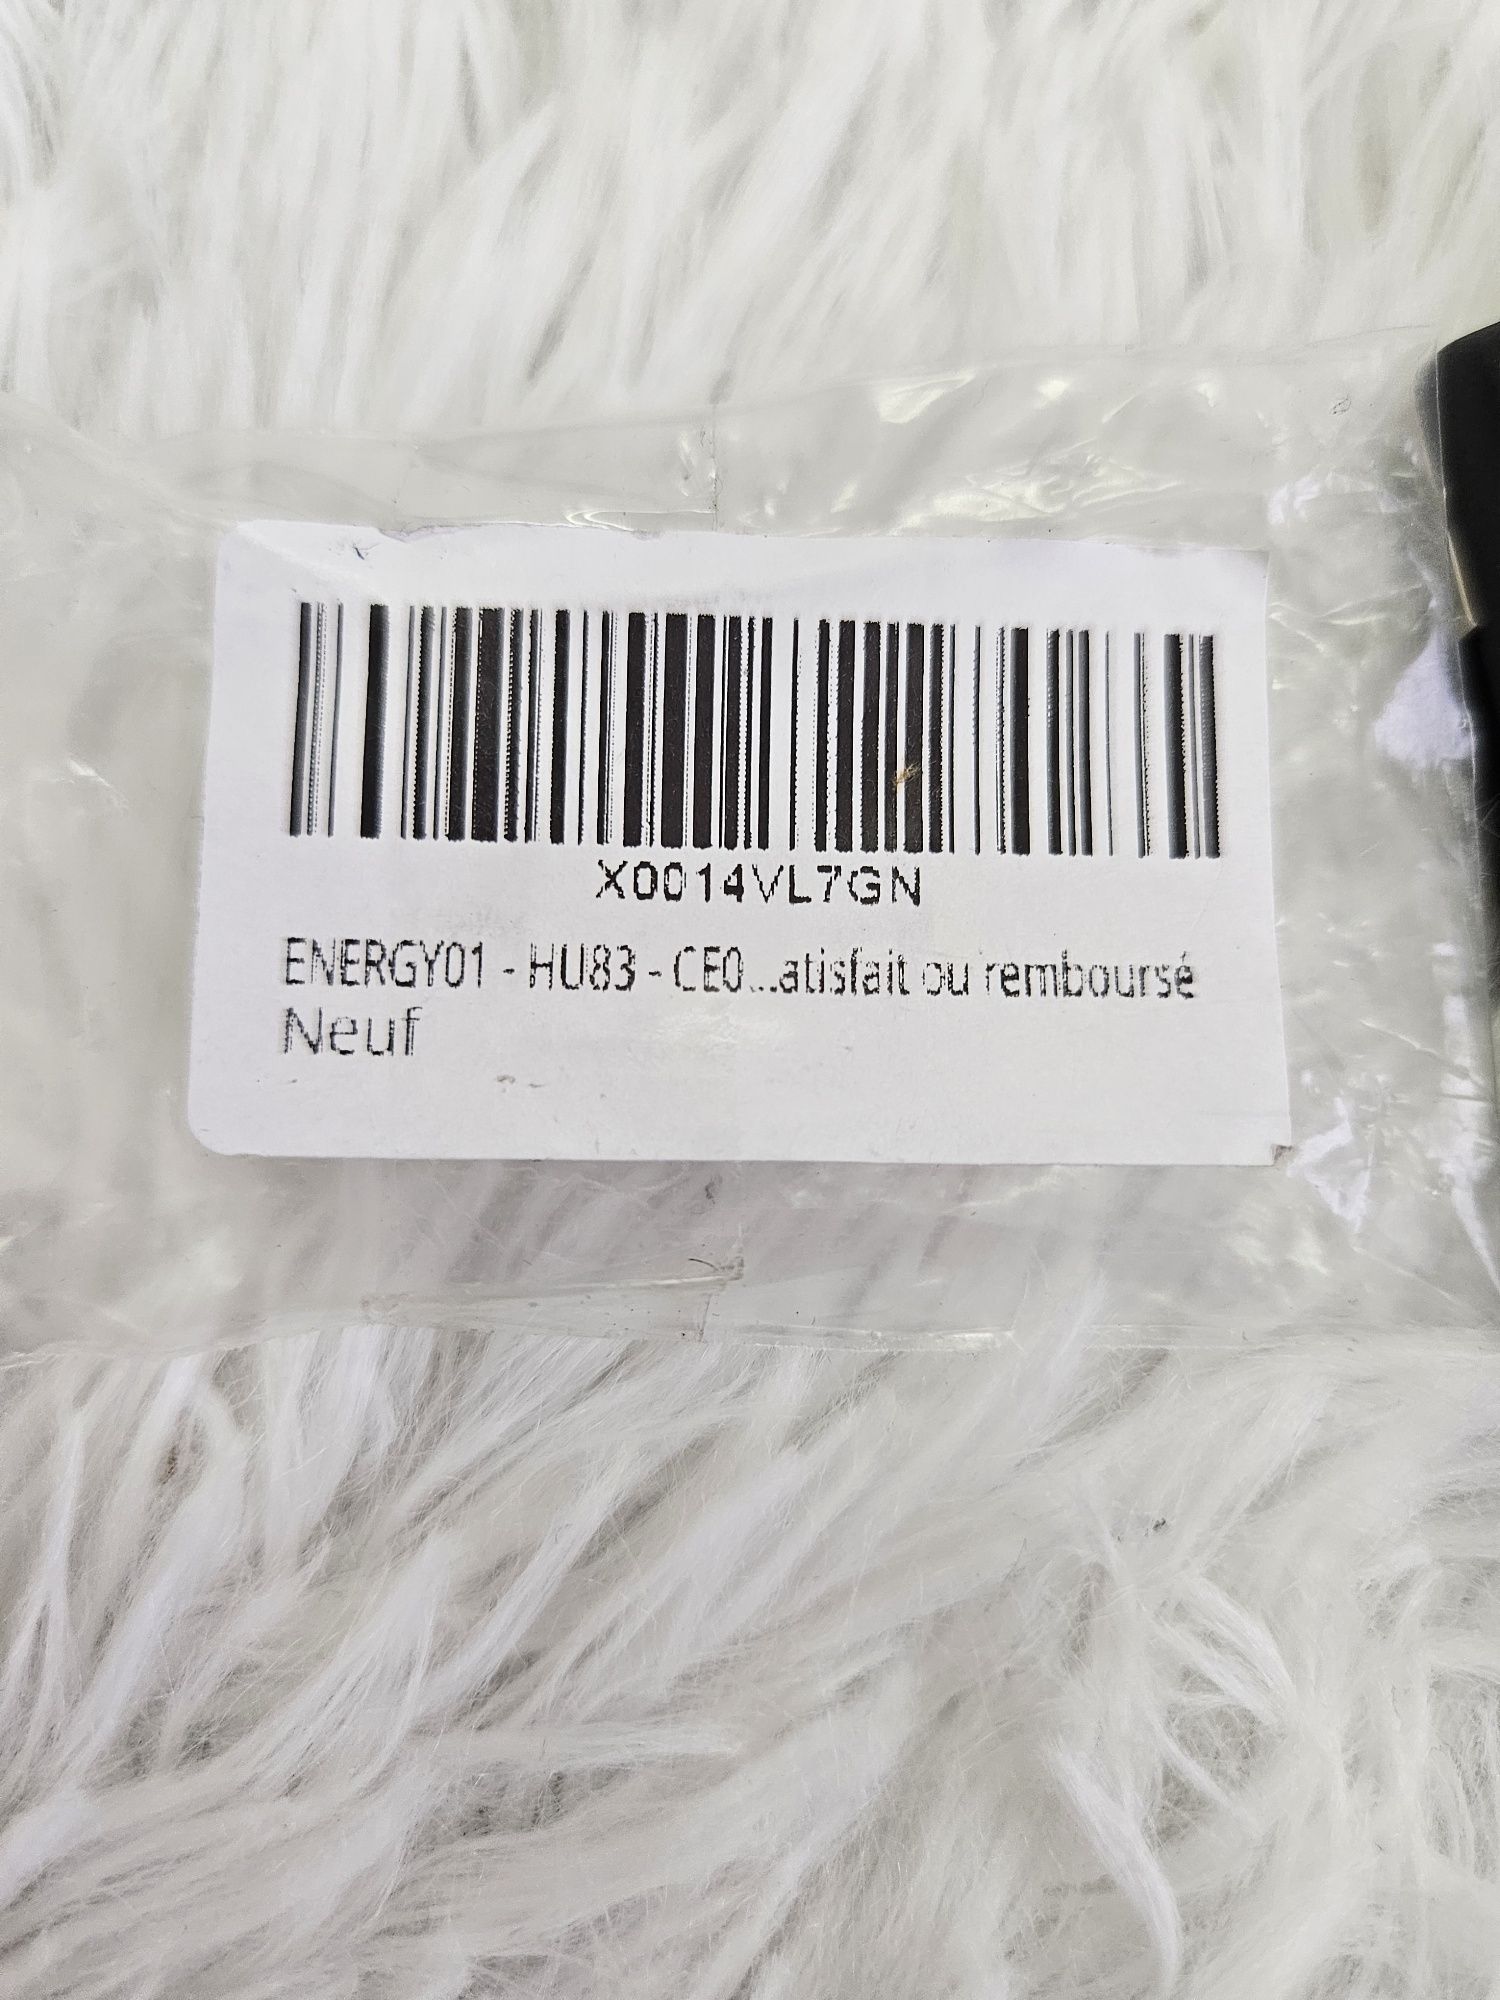 X0014VL7GN
ENERGY01 - HU83 - CE0...atisfait ou remboursé
Neuf